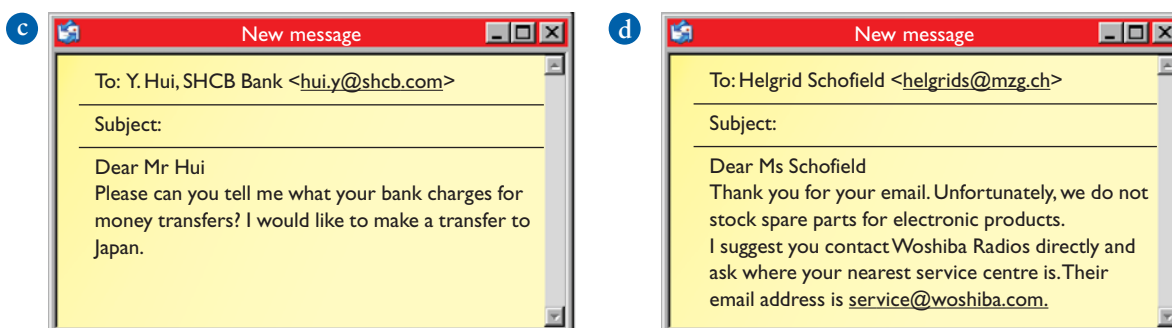 c
New message
To: Y. Hui, SHCB Bank <hui.y@shcb.com>
Subject:
Dear Mr Hui
Please can you tell me what your bank charges for
money transfers? I would like to make a transfer to
Japan.
d
New message
To: Helgrid Schofield <helgrids@mzg.ch>
Subject:
Dear Ms Schofield
Thank you for your email. Unfortunately, we do not
stock spare parts for electronic products.
I suggest you contact Woshiba Radios directly and
ask where your nearest service centre is. Their
email address is service@woshiba.com.